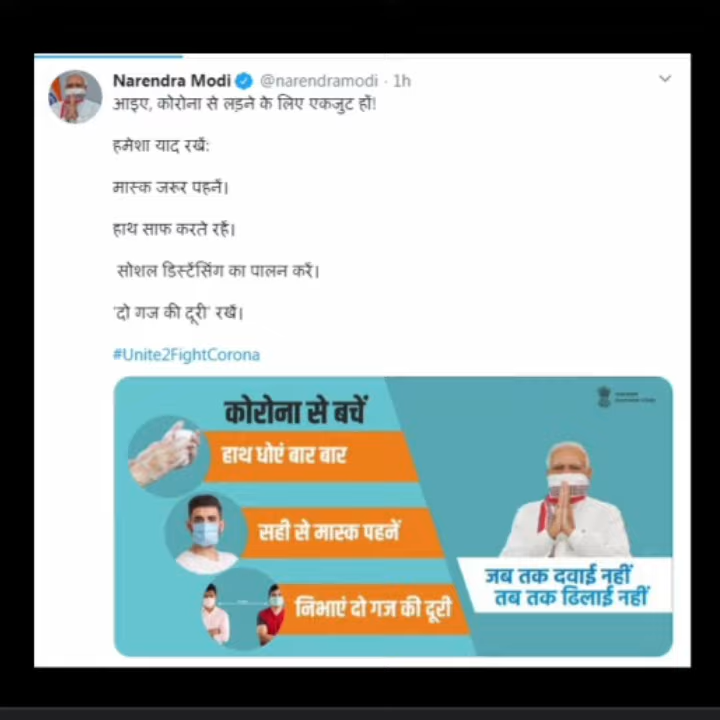 Narendra Modi @narendramodi · 1h
आइए, कोरोना से लड़ने के लिए एकजुट हों!
हमेशा याद रखें:
मास्क जरूर पहनें।
हाथ साफ करते रहें।
सोशल डिस्टेंसिंग का पालन करें।
'दो गज की दूरी' रखें।
#Unite2FightCorona
कोरोना से बचें
हाथ धोएं बार बार
सही से मास्क पहनें
निभाएं दो गज की दूरी
जब तक दवाई नहीं
तब तक ढिलाई नहीं